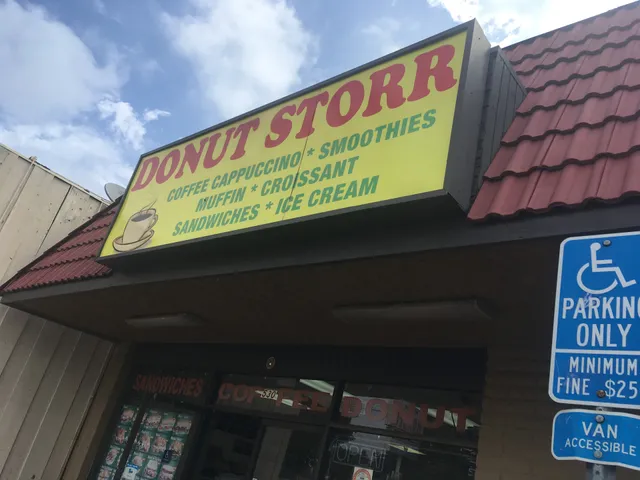 DONUT STORR
COFFEE CAPPUCCINO * SMOOTHIES
MUFFIN * CROISSANT
SANDWICHES * ICE CREAM
SANDWICHES COFFEE DONUT
OPEN
PARKING
ONLY
MINIMUM
FINE $25
VAN
ACCESSIBLE